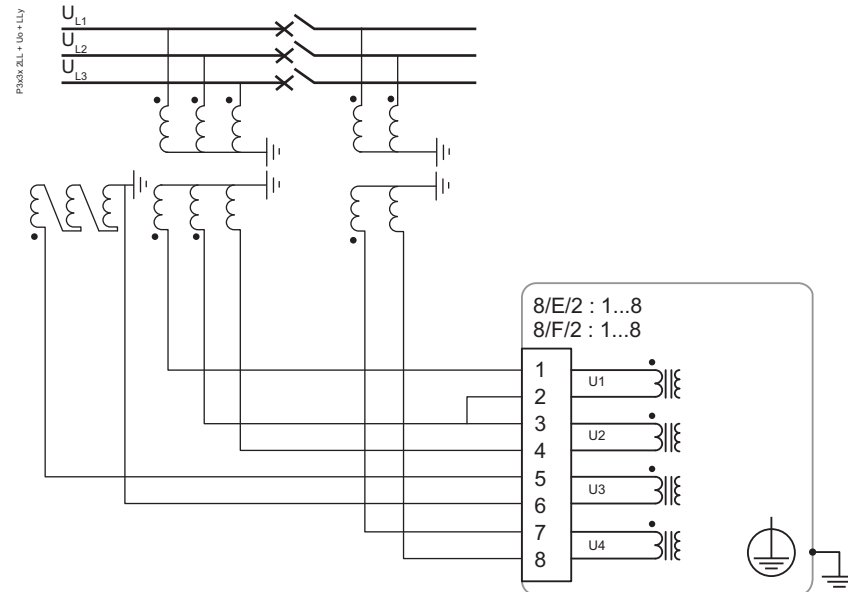 P3x3x 2LL + Uo + LLy
UL1
UL2
UL3
8/E/2 : 1...8
8/F/2 : 1...8
1
2
3
4
5
6
7
8
U1
U2
U3
U4